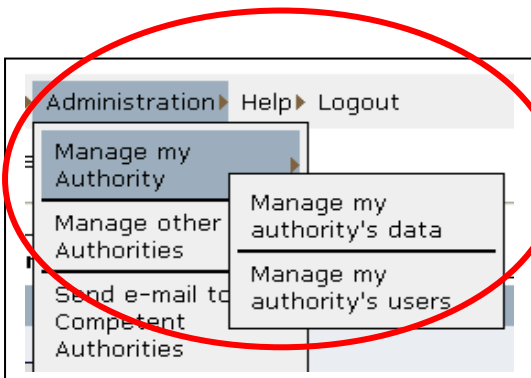 Administration Help Logout
Manage my
Authority
Manage my
authority's data
Manage other
Authorities
Manage my
authority's users
Send e-mail to
Competent
Authorities